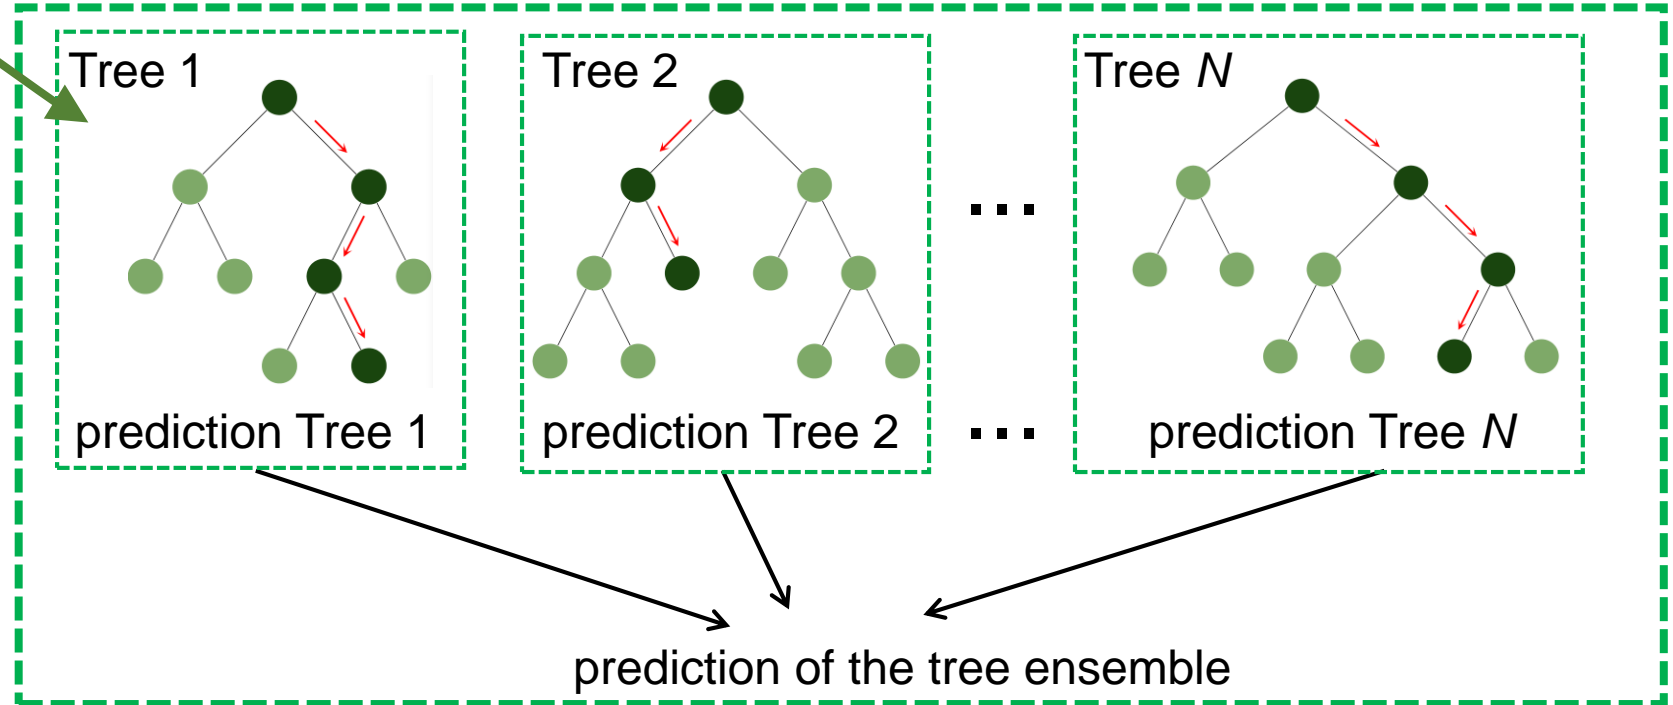 Tree 1
Tree 2
Tree N
...
prediction Tree 1
prediction Tree 2
...
prediction Tree N
prediction of the tree ensemble